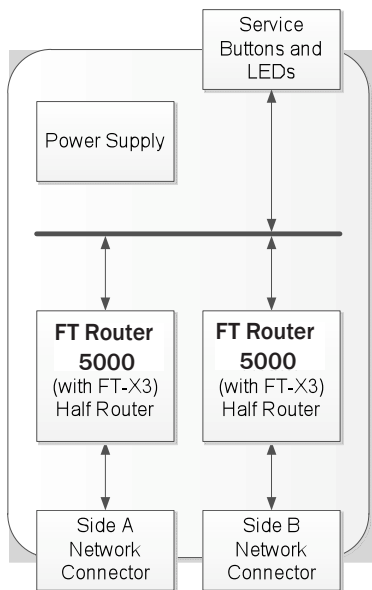 Service
Buttons and
LEDs
Power Supply
FT Router
5000
(with FT-X3)
Half Router
FT Router
5000
(with FT-X3)
Half Router
Side A
Network
Connector
Side B
Network
Connector